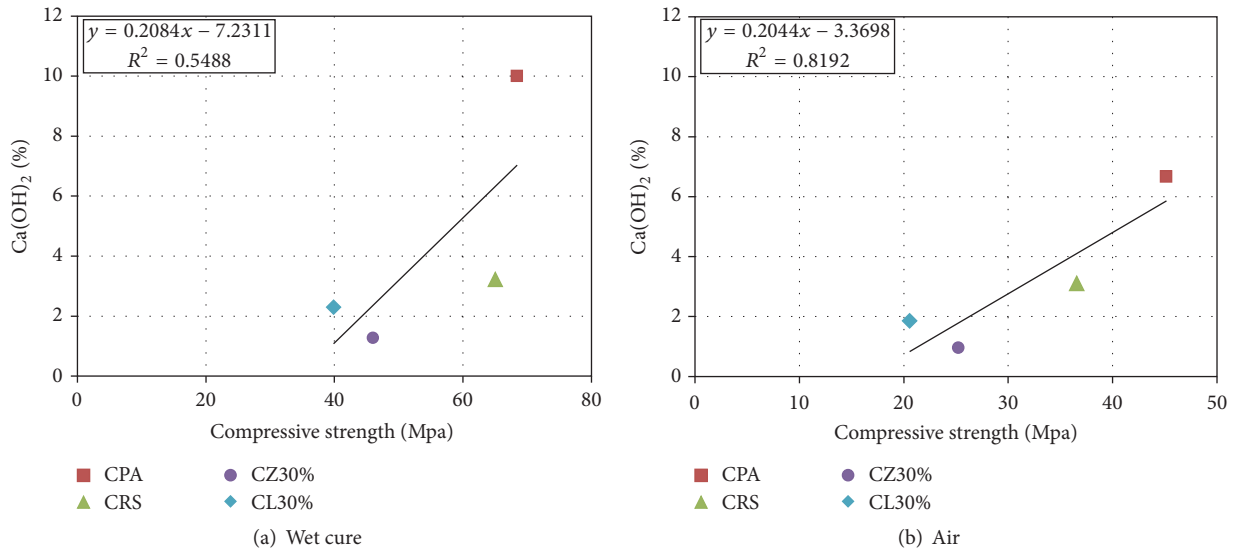 y = 0.2084x − 7.2311
R² = 0.5488
12
10
8
6
4
2
0
Ca(OH)₂ (%)
0 20 40 60 80
Compressive strength (Mpa)
CPA CZ30%
CRS CL30%
(a) Wet cure
y = 0.2044x − 3.3698
R² = 0.8192
12
10
8
6
4
2
0
Ca(OH)₂ (%)
0 10 20 30 40 50
Compressive strength (Mpa)
CPA CZ30%
CRS CL30%
(b) Air